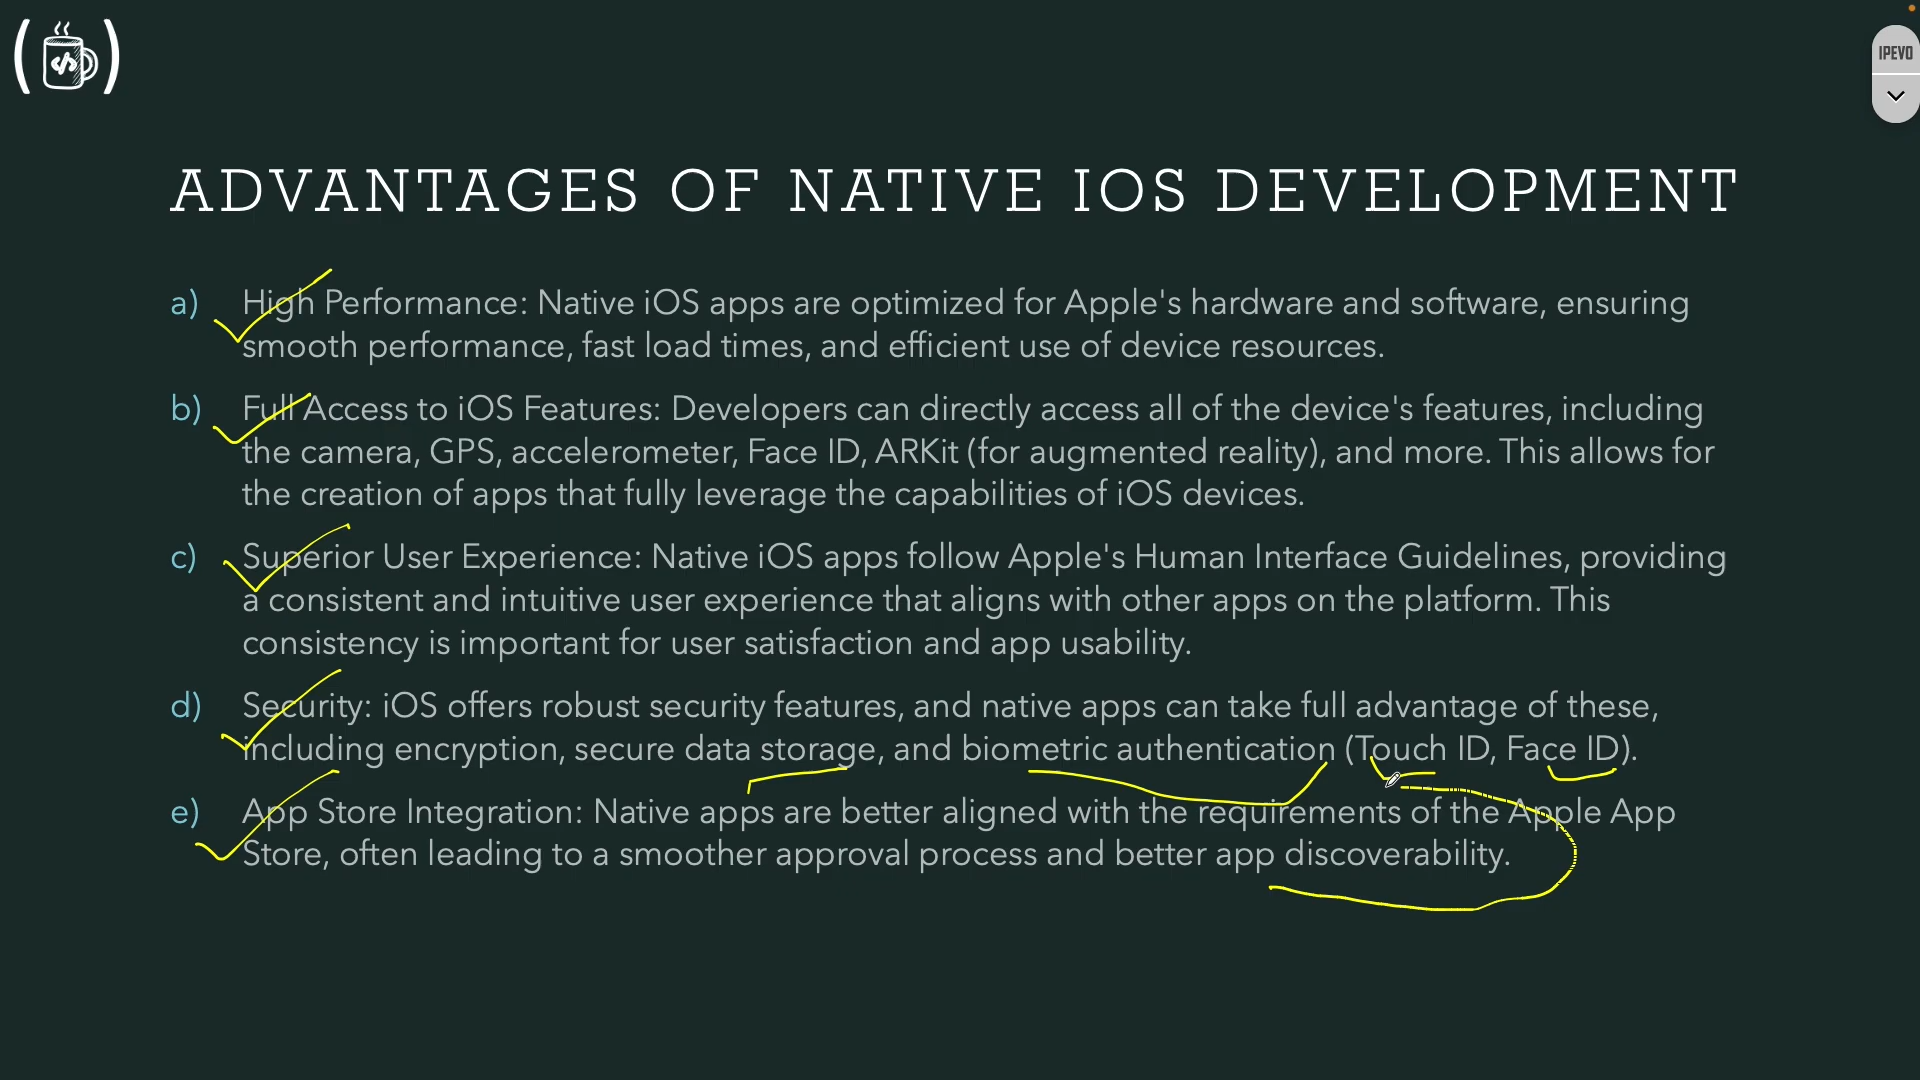 </>
IPEVO
ADVANTAGES OF NATIVE IOS DEVELOPMENT
a) High Performance: Native iOS apps are optimized for Apple's hardware and software, ensuring
smooth performance, fast load times, and efficient use of device resources.
b) Full Access to iOS Features: Developers can directly access all of the device's features, including
the camera, GPS, accelerometer, Face ID, ARKit (for augmented reality), and more. This allows for
the creation of apps that fully leverage the capabilities of iOS devices.
c) Superior User Experience: Native iOS apps follow Apple's Human Interface Guidelines, providing
a consistent and intuitive user experience that aligns with other apps on the platform. This
consistency is important for user satisfaction and app usability.
d) Security: iOS offers robust security features, and native apps can take full advantage of these,
including encryption, secure data storage, and biometric authentication (Touch ID, Face ID).
e) App Store Integration: Native apps are better aligned with the requirements of the Apple App
Store, often leading to a smoother approval process and better app discoverability.